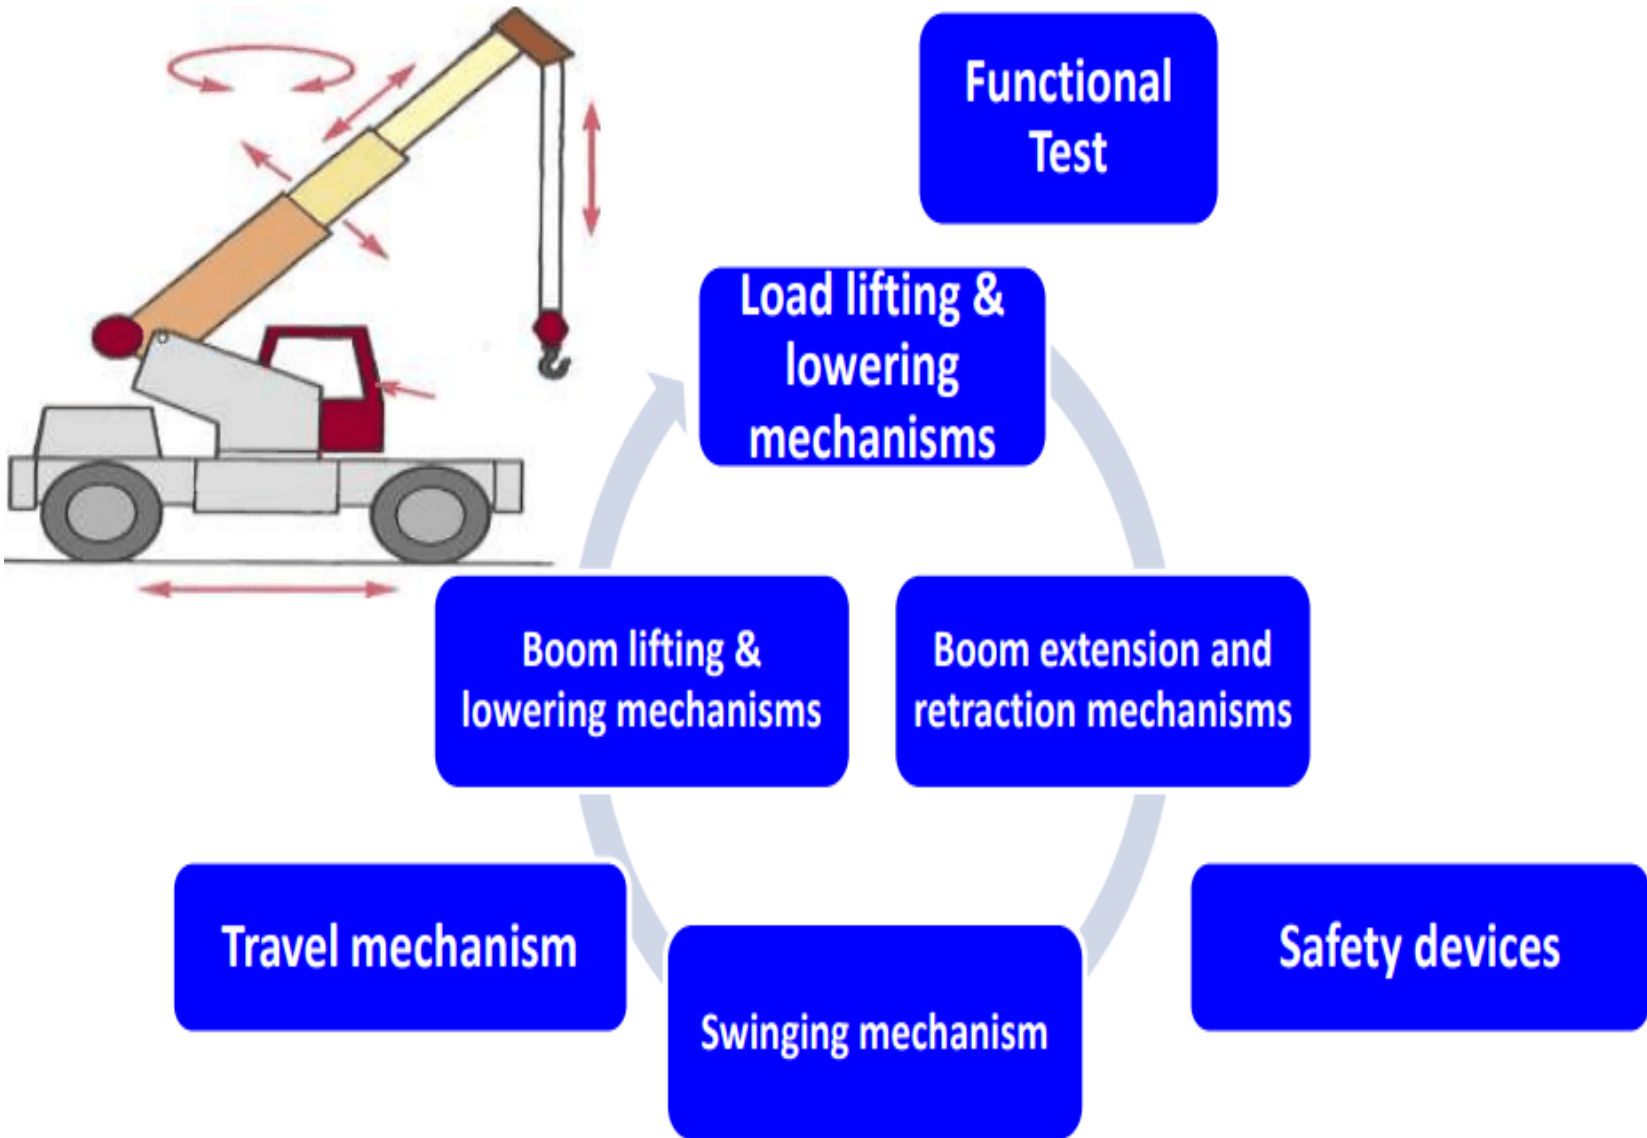 Functional
Test
Load lifting &
lowering
mechanisms
Boom lifting &
lowering mechanisms
Boom extension and
retraction mechanisms
Travel mechanism
Safety devices
Swinging mechanism